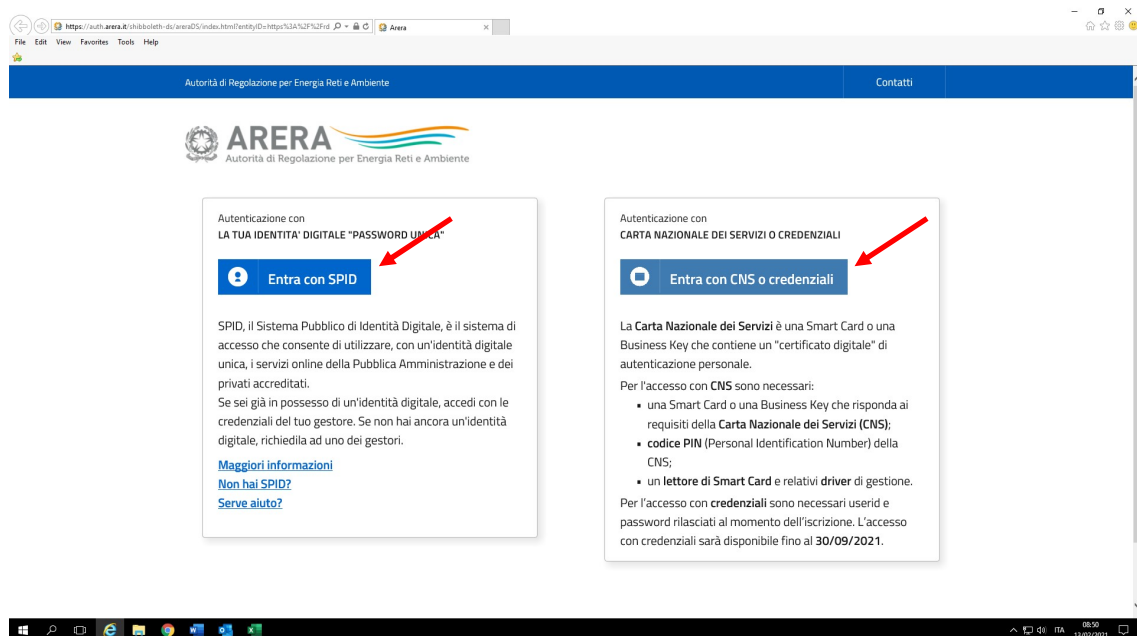 https://auth.arera.it/shibboleth-ds/areraDS/index.html?entityID=https%3A%2F%2Frd
Arera
File Edit View Favorites Tools Help
Autorità di Regolazione per Energia Reti e Ambiente
Contatti
ARERA
Autorità di Regolazione per Energia Reti e Ambiente
Autenticazione con
LA TUA IDENTITA' DIGITALE "PASSWORD UNICA"
Entra con SPID
SPID, il Sistema Pubblico di Identità Digitale, è il sistema di
accesso che consente di utilizzare, con un'identità digitale
unica, i servizi online della Pubblica Amministrazione e dei
privati accreditati.
Se sei già in possesso di un'identità digitale, accedi con le
credenziali del tuo gestore. Se non hai ancora un'identità
digitale, richiedila ad uno dei gestori.
Maggiori informazioni
Non hai SPID?
Serve aiuto?
Autenticazione con
CARTA NAZIONALE DEI SERVIZI O CREDENZIALI
Entra con CNS o credenziali
La Carta Nazionale dei Servizi è una Smart Card o una
Business Key che contiene un "certificato digitale" di
autenticazione personale.
Per l'accesso con CNS sono necessari:
▪ una Smart Card o una Business Key che risponda ai
requisiti della Carta Nazionale dei Servizi (CNS);
▪ codice PIN (Personal Identification Number) della
CNS;
▪ un lettore di Smart Card e relativi driver di gestione.
Per l’accesso con credenziali sono necessari userid e
password rilasciati al momento dell’iscrizione. L’accesso
con credenziali sarà disponibile fino al 30/09/2021.
ITA
08:50
13/02/2021